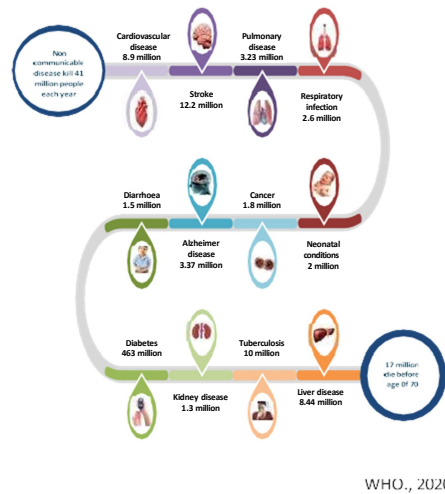 Non
communicable
disease kill 41
million people
each year
Cardiovascular
disease
8.9 million
Stroke
12.2 million
Pulmonary
disease
3.23 million
Respiratory
infection
2.6 million
Diarrhoea
1.5 million
Alzheimer
disease
3.37 million
Cancer
1.8 million
Neonatal
conditions
2 million
Diabetes
463 million
Kidney disease
1.3 million
Tuberculosis
10 million
Liver disease
8.44 million
17 million
die before
age 0f 70
WHO., 2020